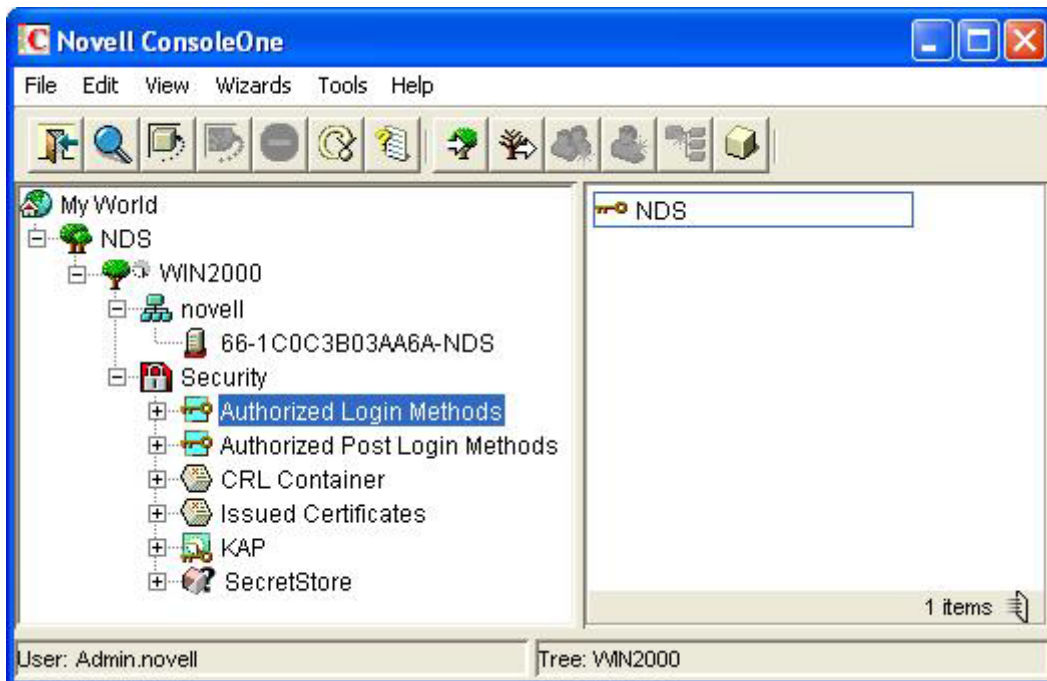 Novell ConsoleOne
File Edit View Wizards Tools Help
My World
NDS
WIN2000
novell
66-1C0C3B03AA6A-NDS
Security
Authorized Login Methods
Authorized Post Login Methods
CRL Container
Issued Certificates
KAP
SecretStore
NDS
1 items
User: Admin.novell
Tree: WIN2000